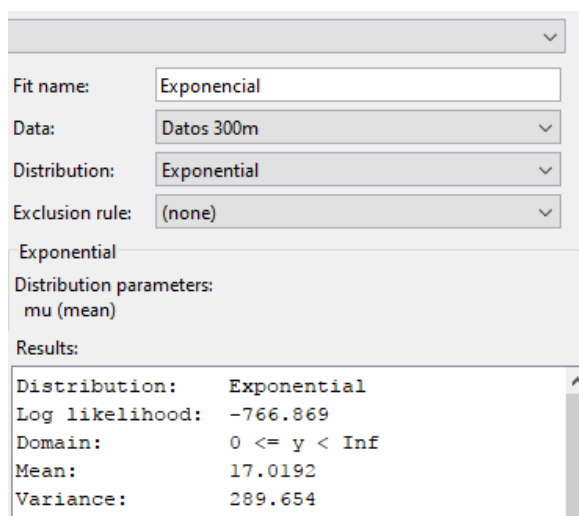 Fit name: Exponencial
Data: Datos 300m
Distribution: Exponential
Exclusion rule: (none)
Exponential
Distribution parameters:
mu (mean)
Results:
Distribution: Exponential
Log likelihood: -766.869
Domain: 0 <= y < Inf
Mean: 17.0192
Variance: 289.654